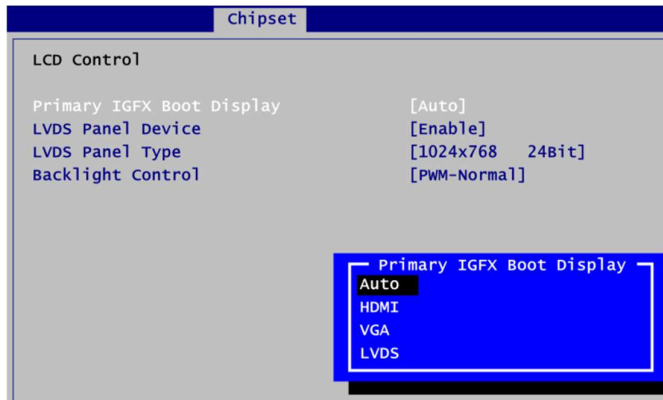 Chipset
LCD Control
Primary IGFX Boot Display [Auto]
LVDS Panel Device [Enable]
LVDS Panel Type [1024x768 24Bit]
Backlight Control [PWM-Normal]
Primary IGFX Boot Display
Auto
HDMI
VGA
LVDS